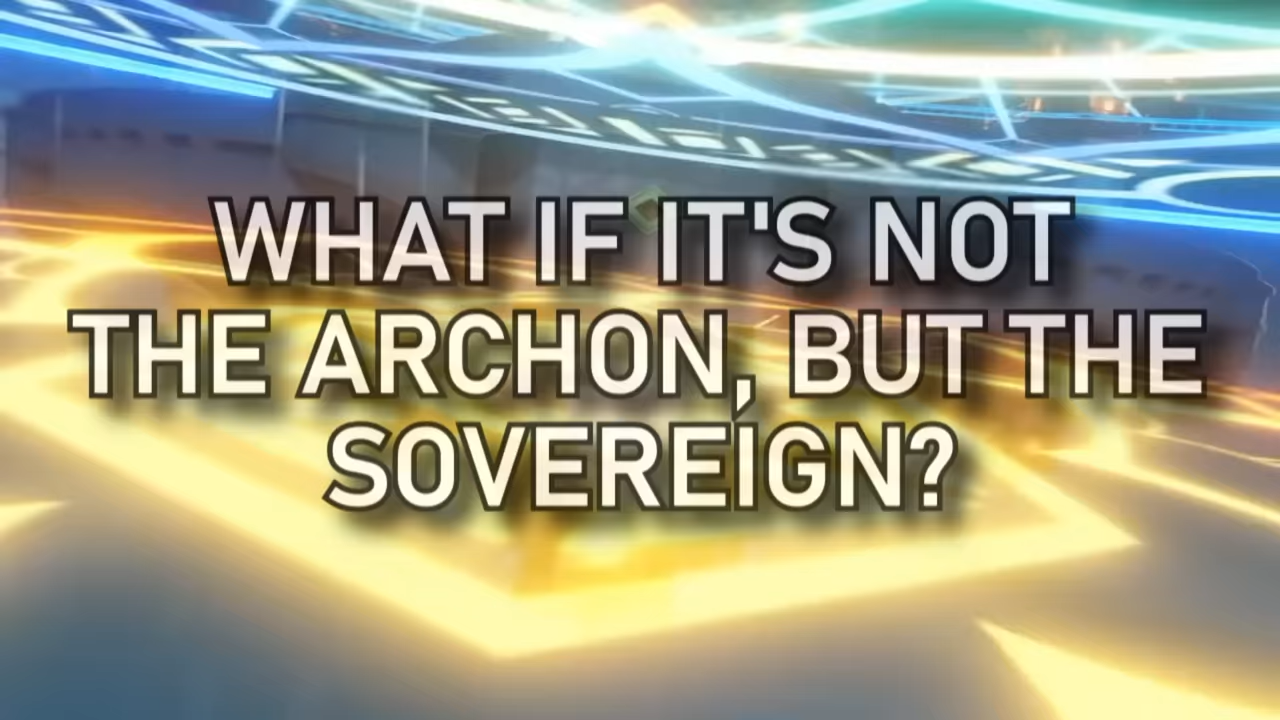 WHAT IF IT'S NOT
THE ARCHON, BUT THE
SOVEREIGN?